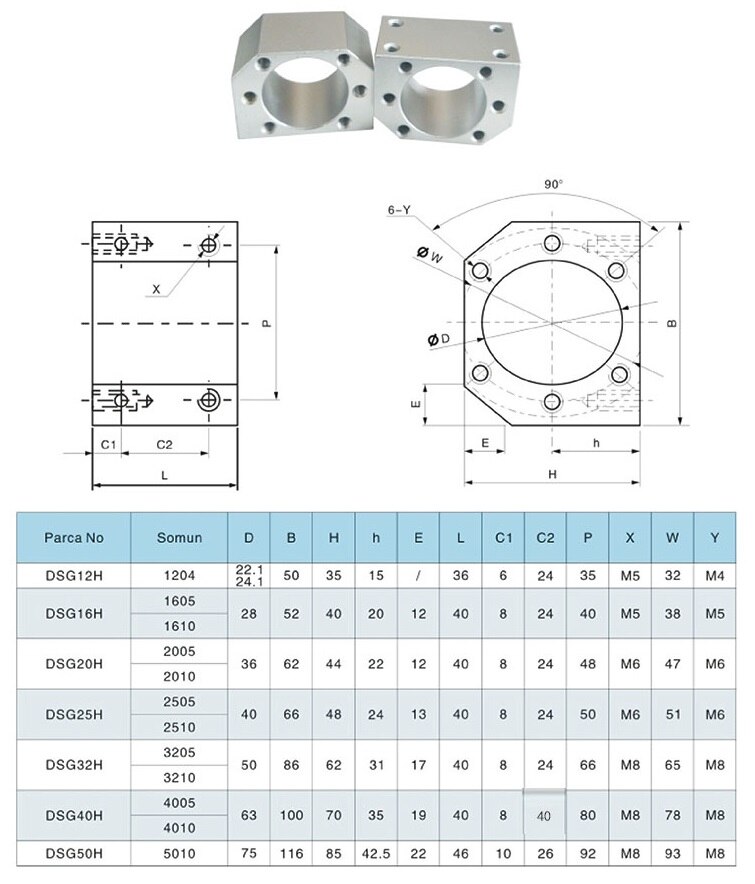 90°
6-Y
ØW
X
P
ØD
B
E
C1 C2
E h
L
H
Parca No Somun D B H h E L C1 C2 P X W Y
DSG12H 1204 22.1 24.1 50 35 15 / 36 6 24 35 M5 32 M4
DSG16H 1605 1610 28 52 40 20 12 40 8 24 40 M5 38 M5
DSG20H 2005 2010 36 62 44 22 12 40 8 24 48 M6 47 M6
DSG25H 2505 2510 40 66 48 24 13 40 8 24 50 M6 51 M6
DSG32H 3205 3210 50 86 62 31 17 40 8 24 66 M8 65 M8
DSG40H 4005 4010 63 100 70 35 19 40 8 40 80 M8 78 M8
DSG50H 5010 75 116 85 42.5 22 46 10 26 92 M8 93 M8